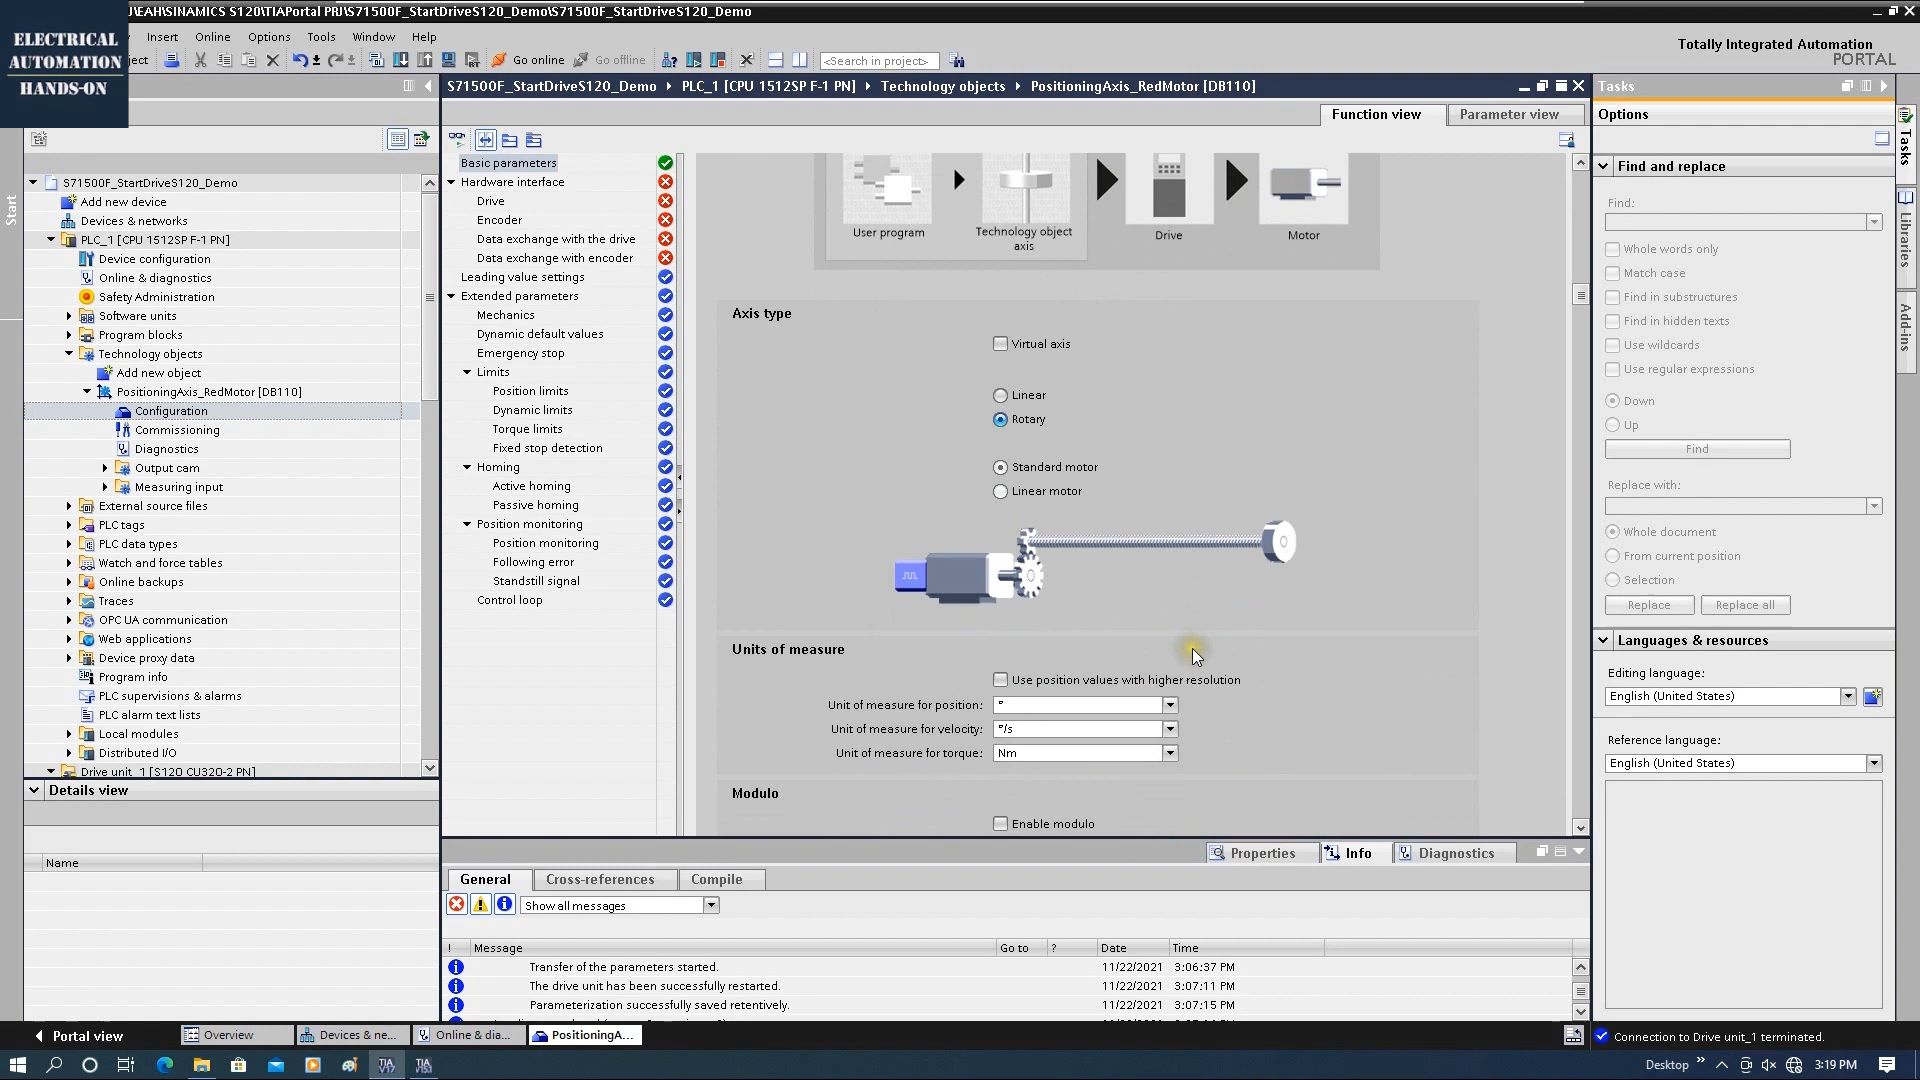 \EAH\SINAMICS S120\TIAPortal PRJ\S71500F_StartDriveS120_Demo\S71500F_StartDriveS120_Demo
ELECTRICAL
AUTOMATION
HANDS-ON
Insert Online Options Tools Window Help
ject Go online Go offline <Search in project>
Totally Integrated Automation
PORTAL
S71500F_StartDriveS120_Demo PLC_1 [CPU 1512SP F-1 PN] Technology objects PositioningAxis_RedMotor [DB110]
Function view Parameter view
Start
S71500F_StartDriveS120_Demo
Add new device
Devices & networks
PLC_1 [CPU 1512SP F-1 PN]
Device configuration
Online & diagnostics
Safety Administration
Software units
Program blocks
Technology objects
Add new object
PositioningAxis_RedMotor [DB110]
Configuration
Commissioning
Diagnostics
Output cam
Measuring input
External source files
PLC tags
PLC data types
Watch and force tables
Online backups
Traces
OPC UA communication
Web applications
Device proxy data
Program info
PLC supervisions & alarms
PLC alarm text lists
Local modules
Distributed I/O
Drive unit_1 [S120 CU320-2 PN]
Details view
Name
Basic parameters
Hardware interface
Drive
Encoder
Data exchange with the drive
Data exchange with encoder
Leading value settings
Extended parameters
Mechanics
Dynamic default values
Emergency stop
Limits
Position limits
Dynamic limits
Torque limits
Fixed stop detection
Homing
Active homing
Passive homing
Position monitoring
Position monitoring
Following error
Standstill signal
Control loop
User program Technology object axis Drive Motor
Axis type
Virtual axis
Linear
Rotary
Standard motor
Linear motor
Units of measure
Use position values with higher resolution
Unit of measure for position: °
Unit of measure for velocity: °/s
Unit of measure for torque: Nm
Modulo
Enable modulo
Properties Info Diagnostics
General Cross-references Compile
Show all messages
! Message Go to ? Date Time
Transfer of the parameters started. 11/22/2021 3:06:37 PM
The drive unit has been successfully restarted. 11/22/2021 3:07:11 PM
Parameterization successfully saved retentively. 11/22/2021 3:07:15 PM
Tasks
Options
Find and replace
Find:
Whole words only
Match case
Find in substructures
Find in hidden texts
Use wildcards
Use regular expressions
Down
Up
Find
Replace with:
Whole document
From current position
Selection
Replace Replace all
Languages & resources
Editing language:
English (United States)
Reference language:
English (United States)
Tasks
Libraries
Add-ins
Portal view Overview Devices & ne... Online & dia... PositioningA... Connection to Drive unit_1 terminated.
Desktop 3:19 PM